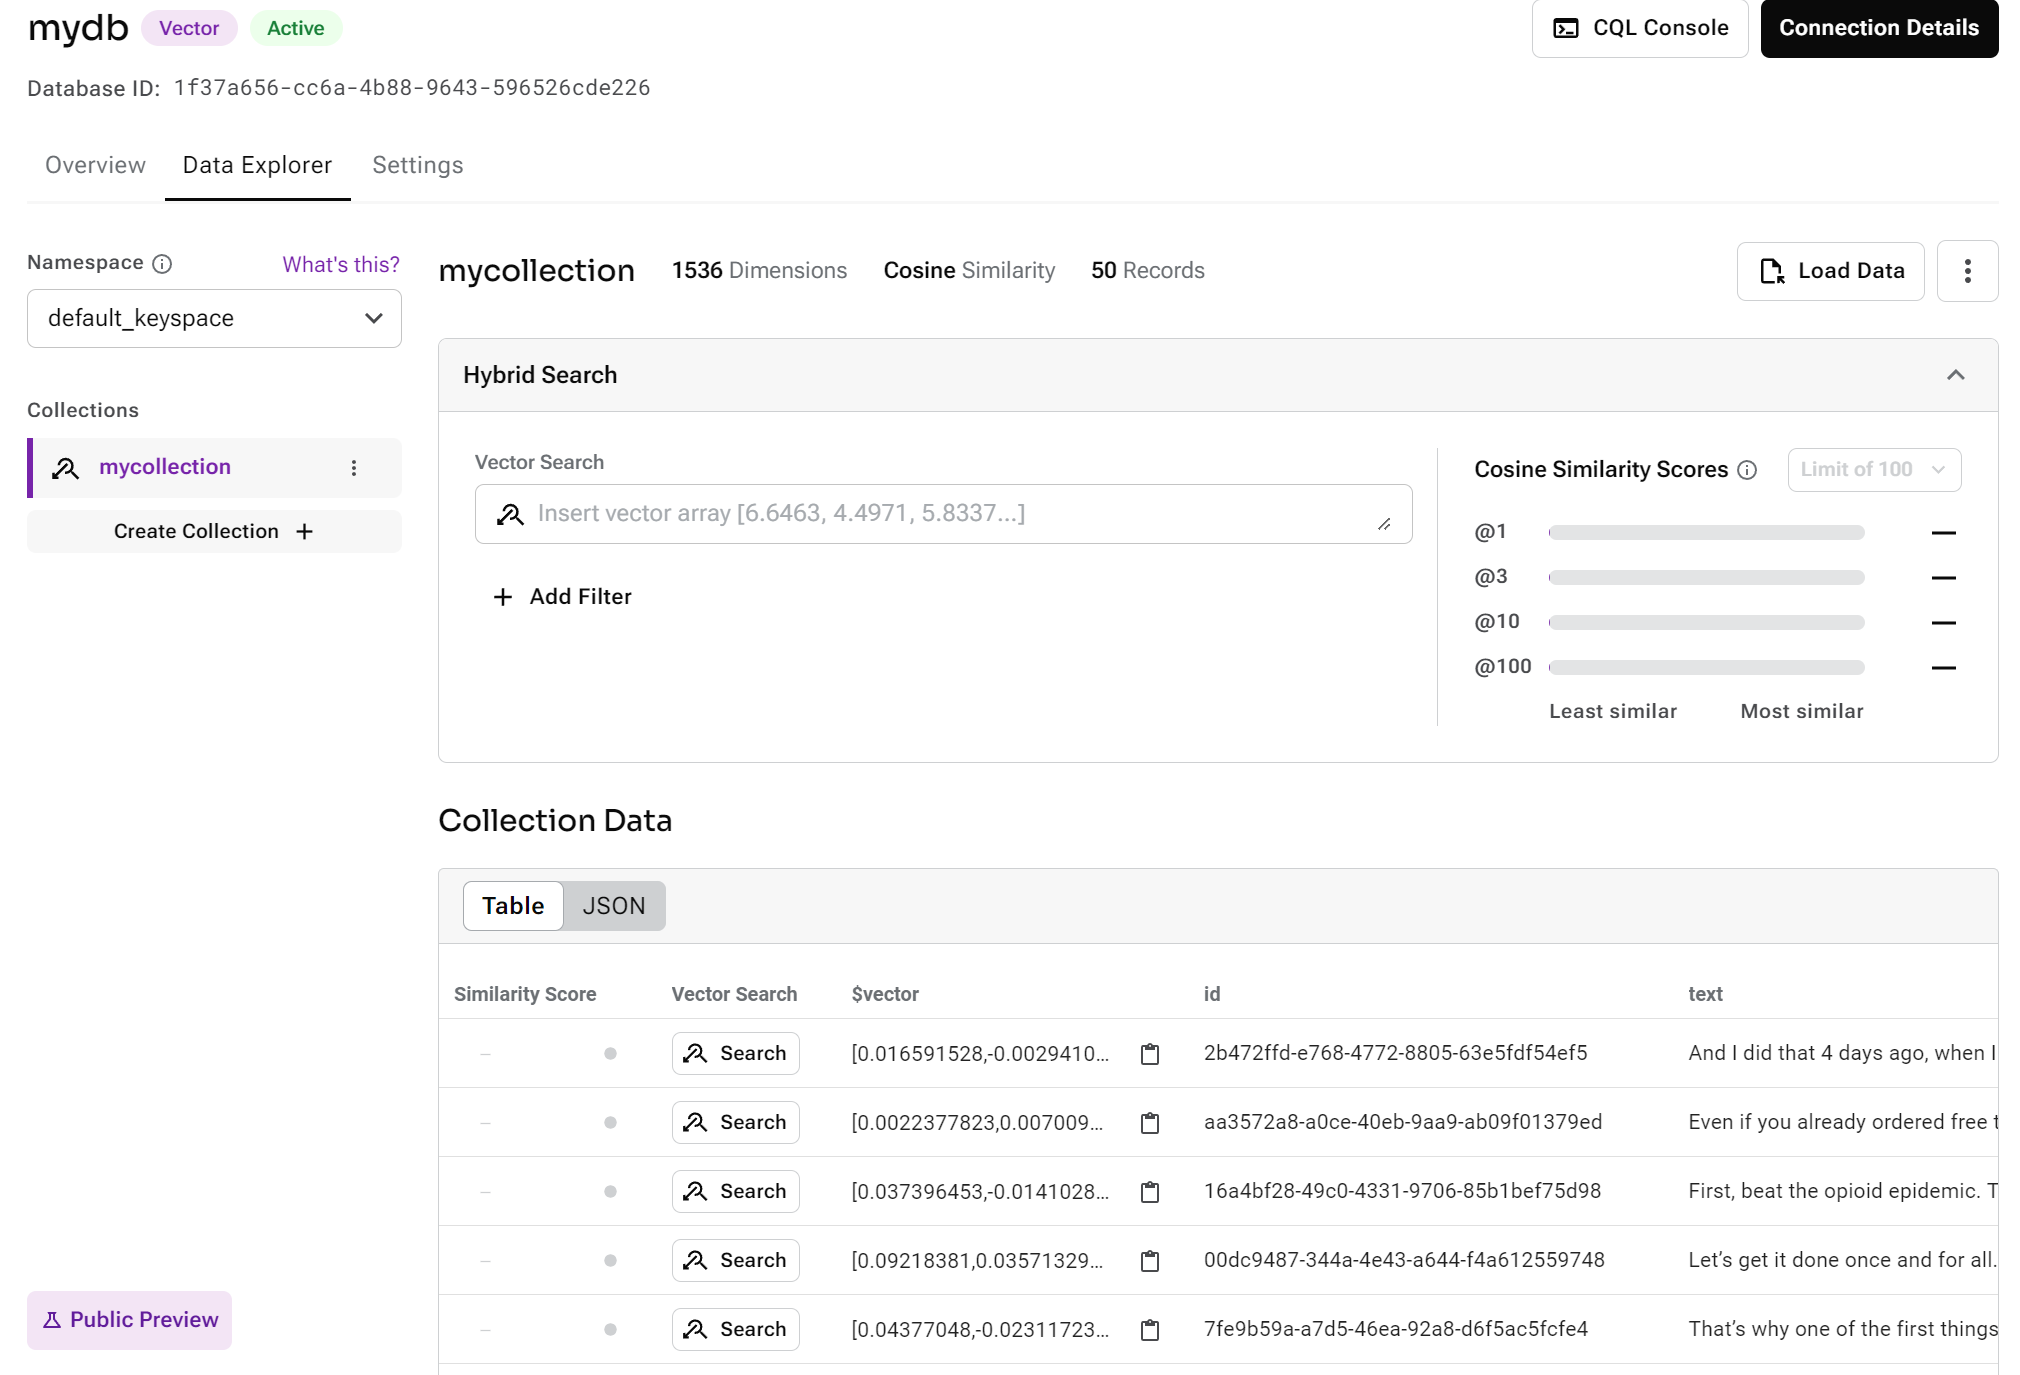 mydb Vector Active CQL Console Connection Details
Database ID: 1f37a656-cc6a-4b88-9643-596526cde226
Overview Data Explorer Settings
Namespace What's this?
default_keyspace
Collections
mycollection
Create Collection +
mycollection 1536 Dimensions Cosine Similarity 50 Records Load Data
Hybrid Search
Vector Search
Insert vector array [6.6463, 4.4971, 5.8337...]
+ Add Filter
Cosine Similarity Scores Limit of 100
@1 —
@3 —
@10 —
@100 —
Least similar Most similar
Collection Data
Table JSON
Similarity Score Vector Search $vector id text
– Search [0.016591528,-0.0029410... 2b472ffd-e768-4772-8805-63e5fdf54ef5 And I did that 4 days ago, when I
– Search [0.0022377823,0.007009... aa3572a8-a0ce-40eb-9aa9-ab09f01379ed Even if you already ordered free t
– Search [0.037396453,-0.0141028... 16a4bf28-49c0-4331-9706-85b1bef75d98 First, beat the opioid epidemic. T
– Search [0.09218381,0.03571329... 00dc9487-344a-4e43-a644-f4a612559748 Let’s get it done once and for all.
– Search [0.04377048,-0.02311723... 7fe9b59a-a7d5-46ea-92a8-d6f5ac5fcfe4 That’s why one of the first things
Public Preview